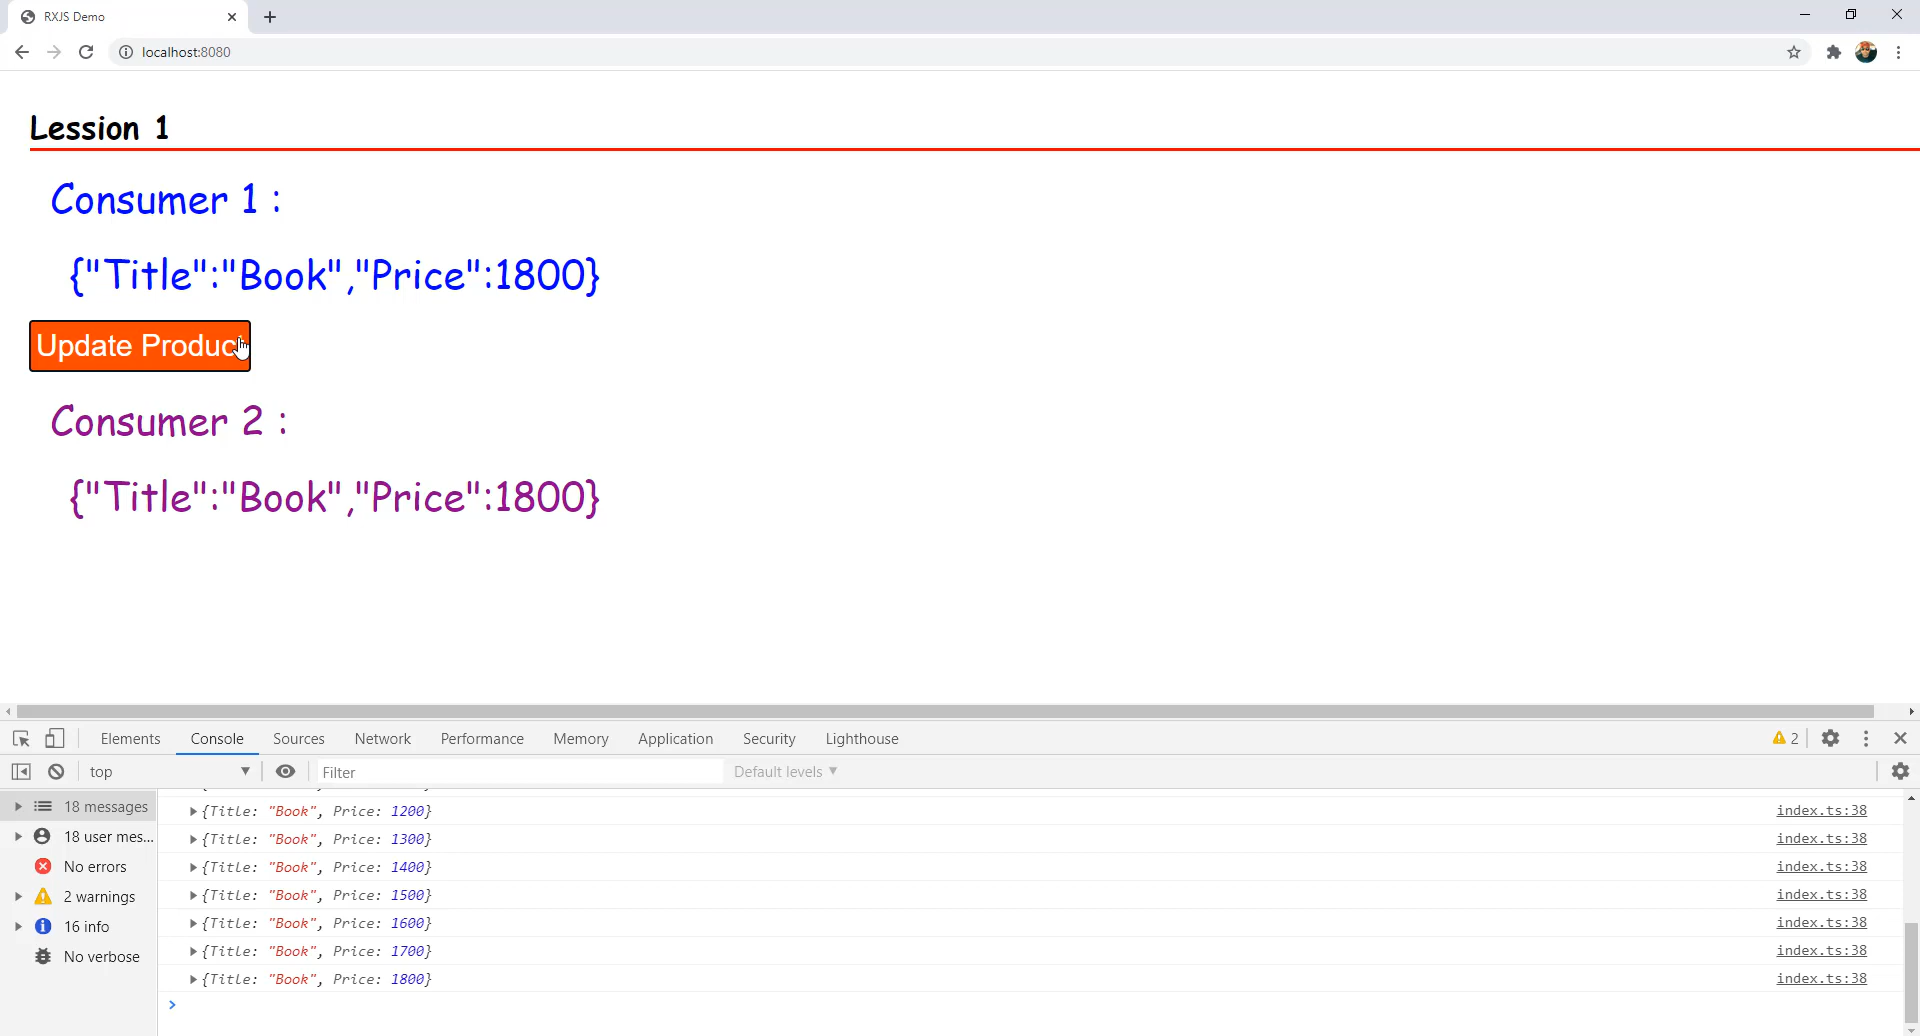 RXJS Demo
localhost:8080
Lession 1
Consumer 1 :
{"Title":"Book","Price":1800}
Update Produc
Consumer 2 :
{"Title":"Book","Price":1800}
Elements Console Sources Network Performance Memory Application Security Lighthouse 2
top Filter Default levels
18 messages
18 user mes...
No errors
2 warnings
16 info
No verbose
{Title: "Book", Price: 1200} index.ts:38
{Title: "Book", Price: 1300} index.ts:38
{Title: "Book", Price: 1400} index.ts:38
{Title: "Book", Price: 1500} index.ts:38
{Title: "Book", Price: 1600} index.ts:38
{Title: "Book", Price: 1700} index.ts:38
{Title: "Book", Price: 1800} index.ts:38